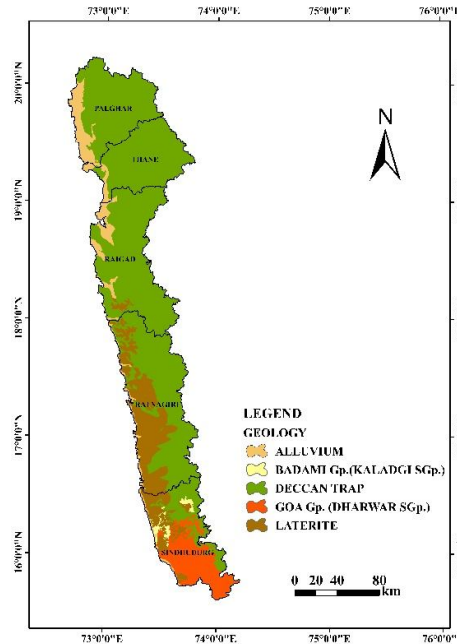 73°0'0"E 74°0'0"E 75°0'0"E 76°0'0"E
20°0'0"N
19°0'0"N
18°0'0"N
17°0'0"N
16°0'0"N
PALGHAR
THANE
RAIGAD
RATNAGIRI
SINDHUDURG
N
LEGEND
GEOLOGY
ALLUVIUM
BADAMI Gp.(KALADGI SGp.)
DECCAN TRAP
GOA Gp. (DHARWAR SGp.)
LATERITE
0 20 40 80
km
73°0'0"E 74°0'0"E 75°0'0"E 76°0'0"E